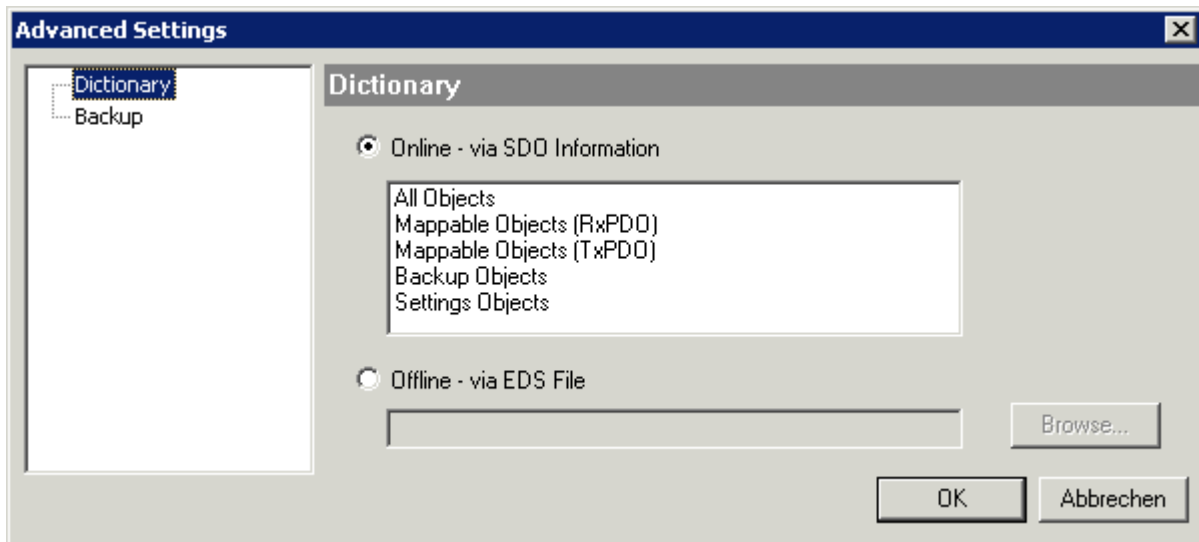 Advanced Settings
Dictionary
Backup
Dictionary
Online - via SDO Information
All Objects
Mappable Objects (RxPDO)
Mappable Objects (TxPDO)
Backup Objects
Settings Objects
Offline - via EDS File
Browse...
OK
Abbrechen